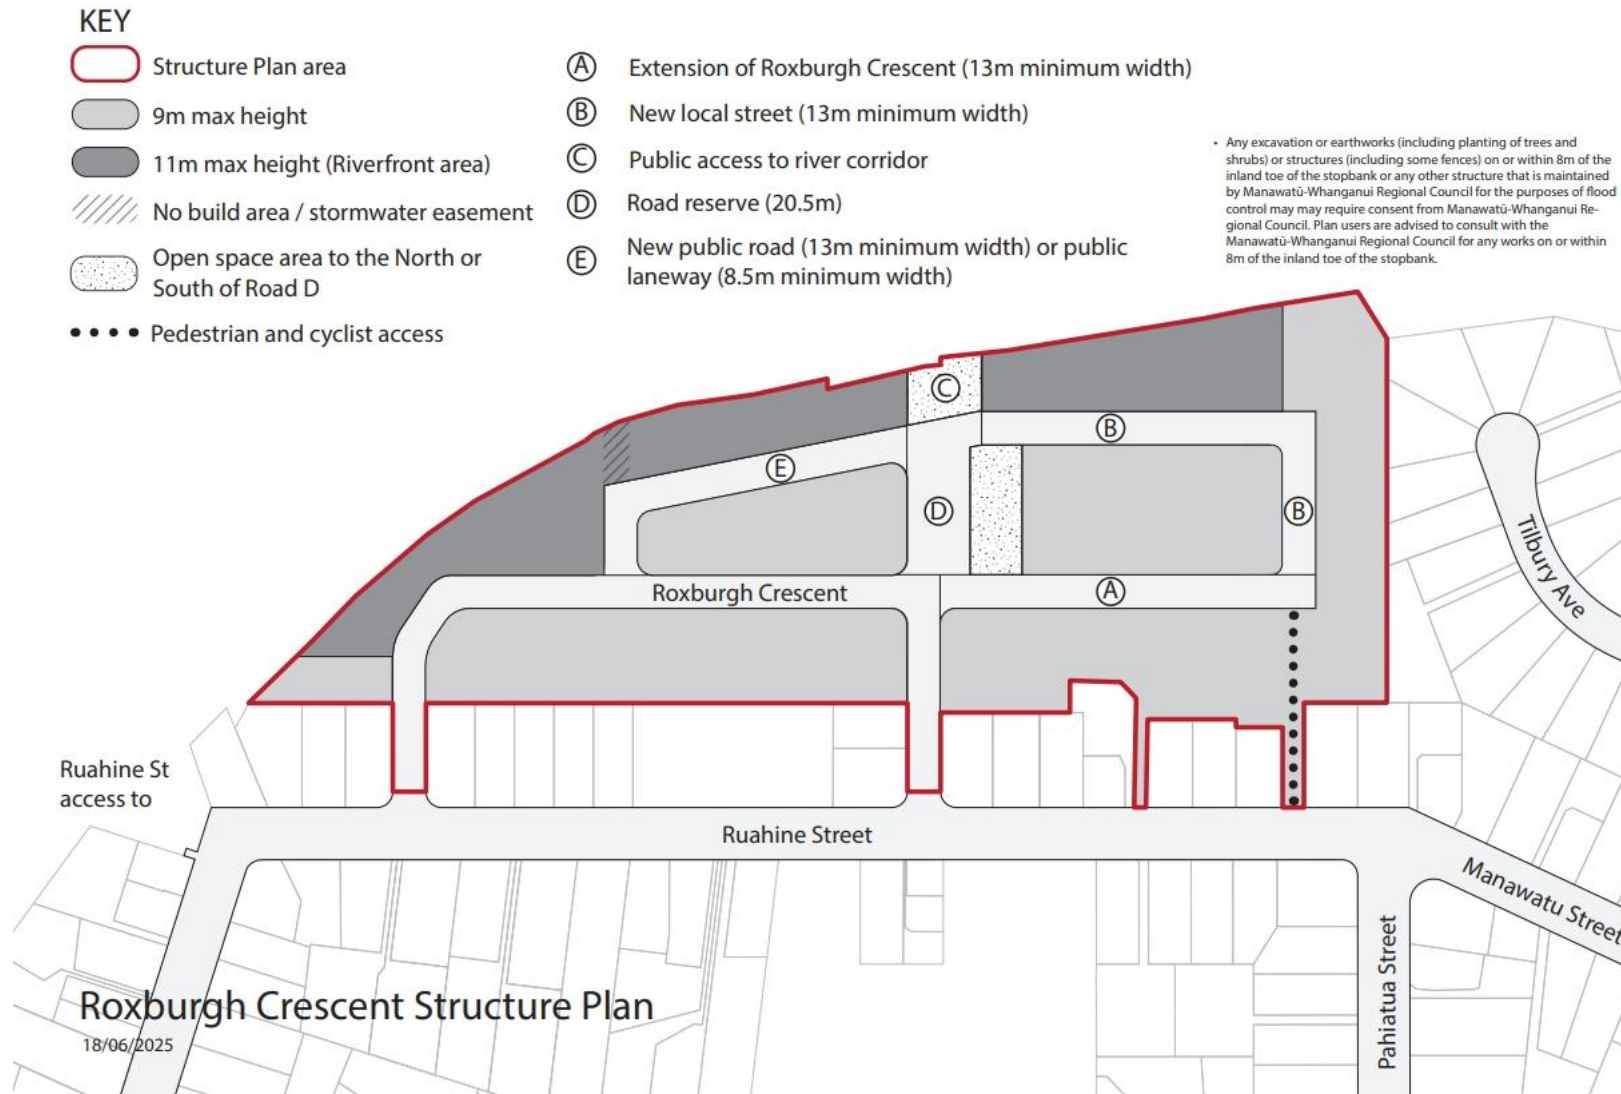 KEY
Structure Plan area
9m max height
11m max height (Riverfront area)
No build area / stormwater easement
Open space area to the North or
South of Road D
Pedestrian and cyclist access
A Extension of Roxburgh Crescent (13m minimum width)
B New local street (13m minimum width)
C Public access to river corridor
D Road reserve (20.5m)
E New public road (13m minimum width) or public
laneway (8.5m minimum width)
• Any excavation or earthworks (including planting of trees and
shrubs) or structures (including some fences) on or within 8m of the
inland toe of the stopbank or any other structure that is maintained
by Manawatū-Whanganui Regional Council for the purposes of flood
control may may require consent from Manawatū-Whanganui Re-
gional Council. Plan users are advised to consult with the
Manawatū-Whanganui Regional Council for any works on or within
8m of the inland toe of the stopbank.
C
B
E
D
B
Tilbury Ave
Roxburgh Crescent
A
Ruahine St
access to
Ruahine Street
Manawatu Street
Pahiatua Street
Roxburgh Crescent Structure Plan
18/06/2025